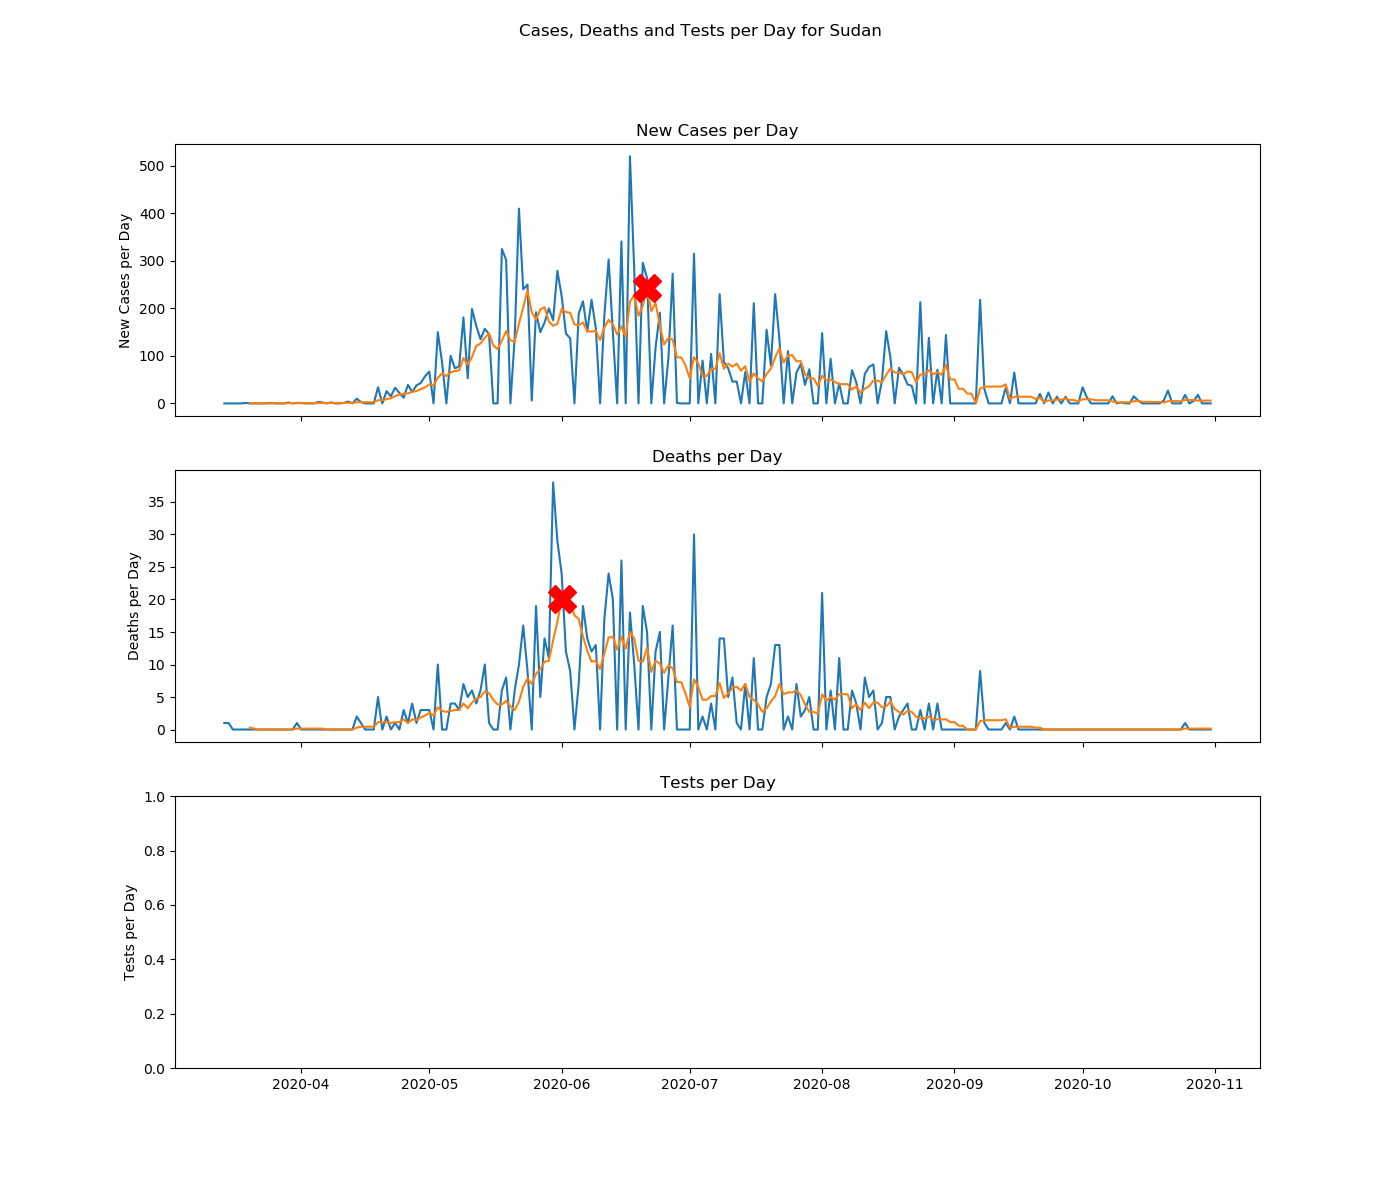 Cases, Deaths and Tests per Day for Sudan
New Cases per Day
New Cases per Day
500
400
300
200
100
0
Deaths per Day
Deaths per Day
35
30
25
20
15
10
5
0
Tests per Day
Tests per Day
1.0
0.8
0.6
0.4
0.2
0.0
2020-04 2020-05 2020-06 2020-07 2020-08 2020-09 2020-10 2020-11